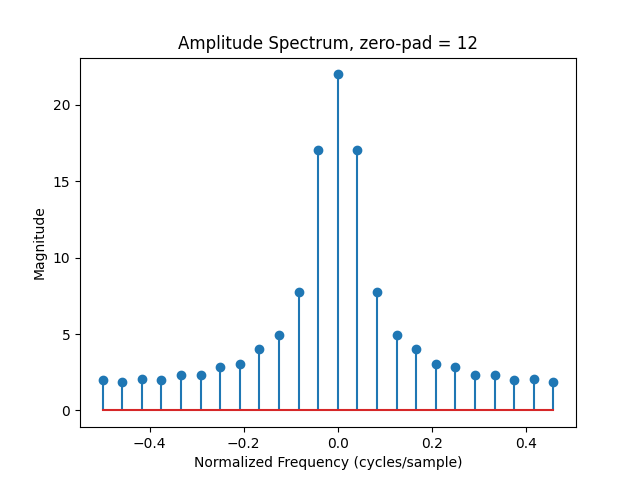 Amplitude Spectrum, zero-pad = 12
20
15
10
5
0
Magnitude
−0.4 −0.2 0.0 0.2 0.4
Normalized Frequency (cycles/sample)